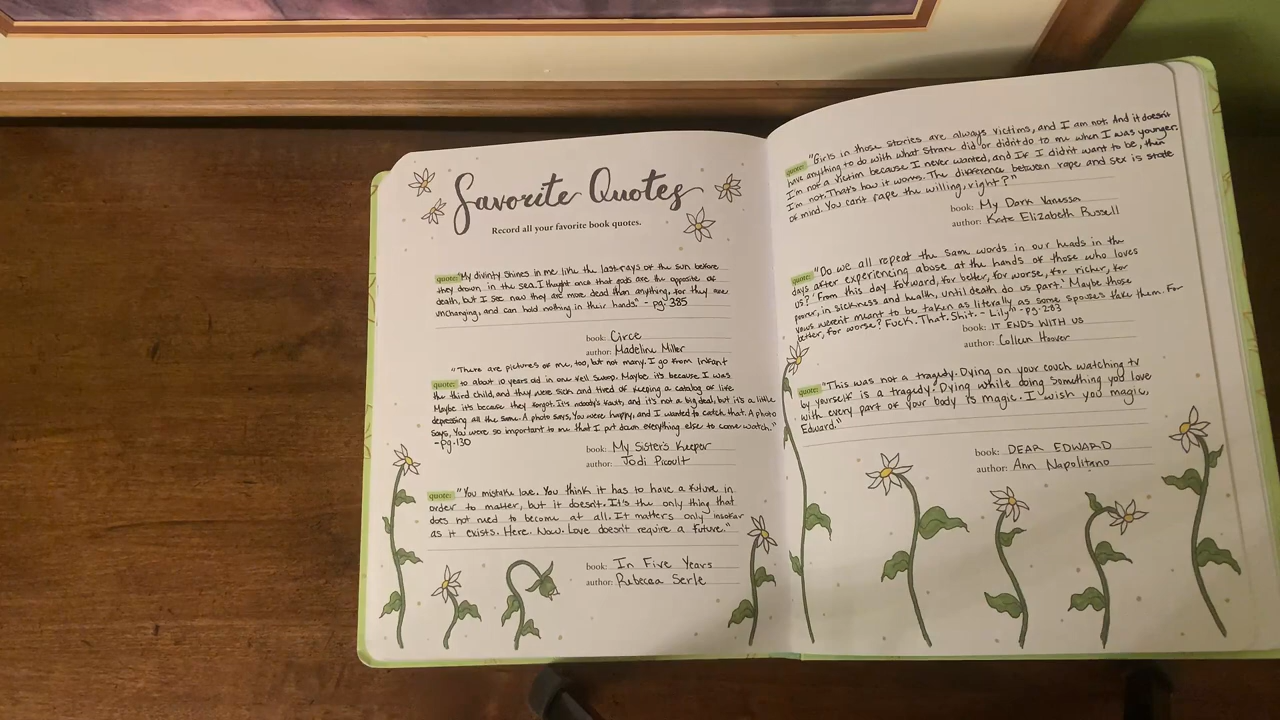 Favorite Quotes
Record all your favorite book quotes.
quote: "My divinty shines in me like the last rays of the sun before
they drown in the sea. I thought once that gods are the opposite of
death, but I see now they are more dead than anything, for they are
unchanging, and can hold nothing in their hands." - pg. 385
book: Circe
author: Madeline Miller
"There are pictures of me, too, but not many. I go from infant
quote: to about 10 years old in one fell swoop. Maybe it's because I was
the third child, and they were sick and tired of keeping a catalog of life
Maybe it's because they forgot. It's nobody's fault, and it's not a big deal, but it's a little
depressing all the same. A photo says, You were happy, and I wanted to catch that. A photo
says, You were so important to me that I put down everything else to come watch."
-pg. 130
book: My Sister's Keeper
author: Jodi Picoult
quote: "You mistake love. You think it has to have a future in
order to matter, but it doesn't. It's the only thing that
does not need to become at all. It matters only insofar
as it exists. Here. Now. Love doesn't require a future."
book: In Five Years
author: Rebecca Serle
"Girls in those stories are always victims, and I am not. And it doesn't
quote: have anything to do with what Strane did or didn't do to me when I was younger.
I'm not a victim because I never wanted, and if I didn't want to be, then
I'm not. That's how it works. The difference between rape and sex is state
of mind. You can't rape the willing, right?"
book: My Dark Vanessa
author: Kate Elizabeth Russell
quote: "Do we all repeat the same words in our heads in the
days after experiencing abuse at the hands of those who loves
us? 'From this day forward, for better, for worse, for richer, for
poorer, in sickness and health, until death do us part.' Maybe those
vows weren't meant to be taken as literally as some spouses take them. For
better, for worse? Fuck. That. Shit. - Lily" -pg. 283
book: IT ENDS WITH US
author: Colleen Hoover
quote: "This was not a tragedy. Dying on your couch watching tv
by yourself is a tragedy. Dying while doing something you love
with every part of your body is magic. I wish you magic,
Edward."
book: DEAR EDWARD
author: Ann Napolitano